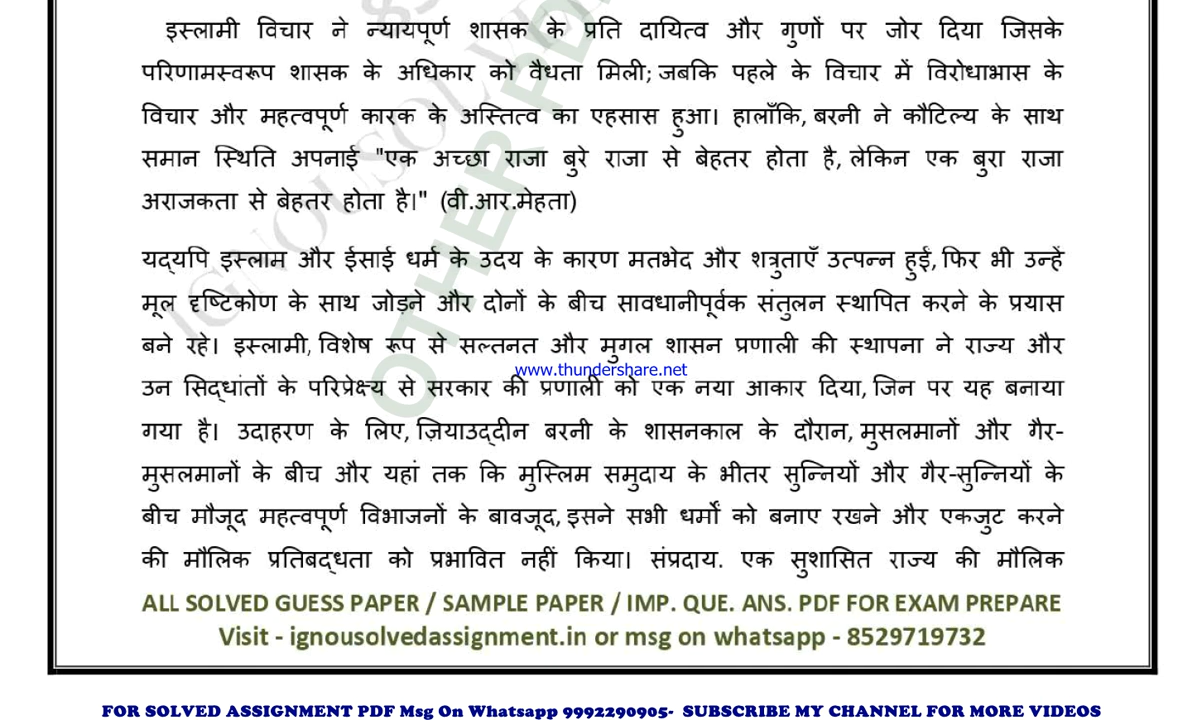 इस्लामी विचार ने न्यायपूर्ण शासक के प्रति दायित्व और गुणों पर जोर दिया जिसके
परिणामस्वरूप शासक के अधिकार को वैधता मिली; जबकि पहले के विचार में विरोधाभास के
विचार और महत्वपूर्ण कारक के अस्तित्व का एहसास हुआ। हालाँकि, बरनी ने कौटिल्य के साथ
समान स्थिति अपनाई "एक अच्छा राजा बुरे राजा से बेहतर होता है, लेकिन एक बुरा राजा
अराजकता से बेहतर होता है।" (वी.आर.मेहता)
यद्यपि इस्लाम और ईसाई धर्म के उदय के कारण मतभेद और शत्रुताएँ उत्पन्न हुईं, फिर भी उन्हें
मूल दृष्टिकोण के साथ जोड़ने और दोनों के बीच सावधानीपूर्वक संतुलन स्थापित करने के प्रयास
बने रहे। इस्लामी, विशेष रूप से सल्तनत और मुगल शासन प्रणाली की स्थापना ने राज्य और
www.thundershare.net
उन सिद्धांतों के परिप्रेक्ष्य से सरकार की प्रणाली को एक नया आकार दिया, जिन पर यह बनाया
गया है। उदाहरण के लिए, ज़ियाउद्दीन बरनी के शासनकाल के दौरान, मुसलमानों और गैर-
मुसलमानों के बीच और यहां तक कि मुस्लिम समुदाय के भीतर सुन्नियों और गैर-सुन्नियों के
बीच मौजूद महत्वपूर्ण विभाजनों के बावजूद, इसने सभी धर्मों को बनाए रखने और एकजुट करने
की मौलिक प्रतिबद्धता को प्रभावित नहीं किया। संप्रदाय. एक सुशासित राज्य की मौलिक
ALL SOLVED GUESS PAPER / SAMPLE PAPER / IMP. QUE. ANS. PDF FOR EXAM PREPARE
Visit - ignousolvedassignment.in or msg on whatsapp - 8529719732
FOR SOLVED ASSIGNMENT PDF Msg On Whatsapp 9992290905- SUBSCRIBE MY CHANNEL FOR MORE VIDEOS